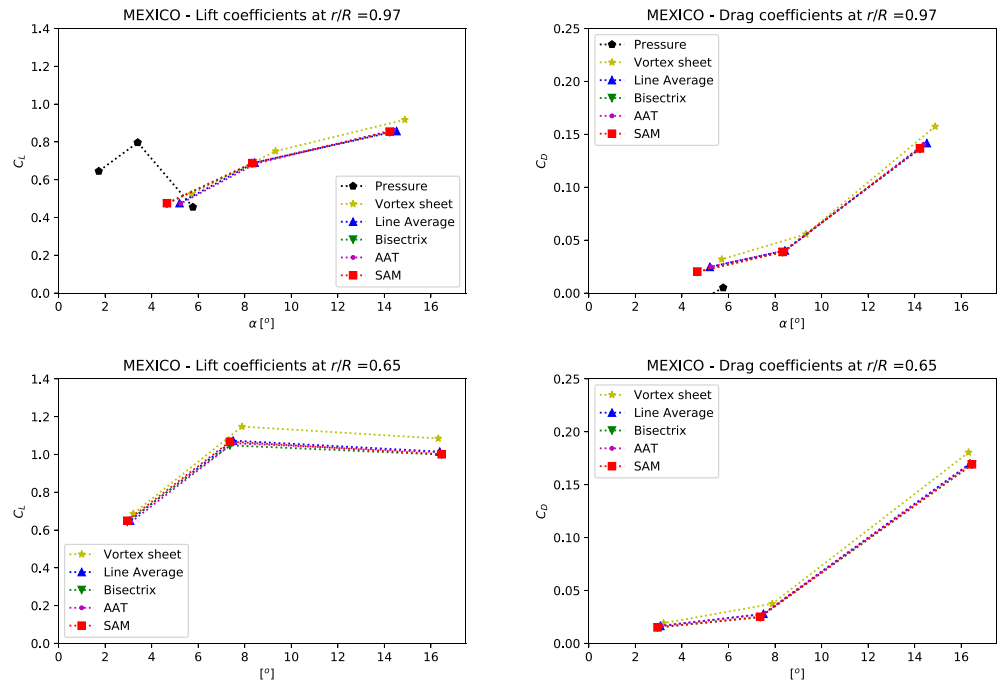 MEXICO - Lift coefficients at r/R =0.97
1.4
1.2
1.0
0.8
0.6
0.4
0.2
0.0
C_L
0 2 4 6 8 10 12 14 16
α [°]
Pressure
Vortex sheet
Line Average
Bisectrix
AAT
SAM
MEXICO - Drag coefficients at r/R =0.97
0.25
0.20
0.15
0.10
0.05
0.00
C_D
0 2 4 6 8 10 12 14 16
α [°]
Pressure
Vortex sheet
Line Average
Bisectrix
AAT
SAM
MEXICO - Lift coefficients at r/R =0.65
1.4
1.2
1.0
0.8
0.6
0.4
0.2
0.0
C_L
0 2 4 6 8 10 12 14 16
[°]
Vortex sheet
Line Average
Bisectrix
AAT
SAM
MEXICO - Drag coefficients at r/R =0.65
0.25
0.20
0.15
0.10
0.05
0.00
C_D
0 2 4 6 8 10 12 14 16
[°]
Vortex sheet
Line Average
Bisectrix
AAT
SAM